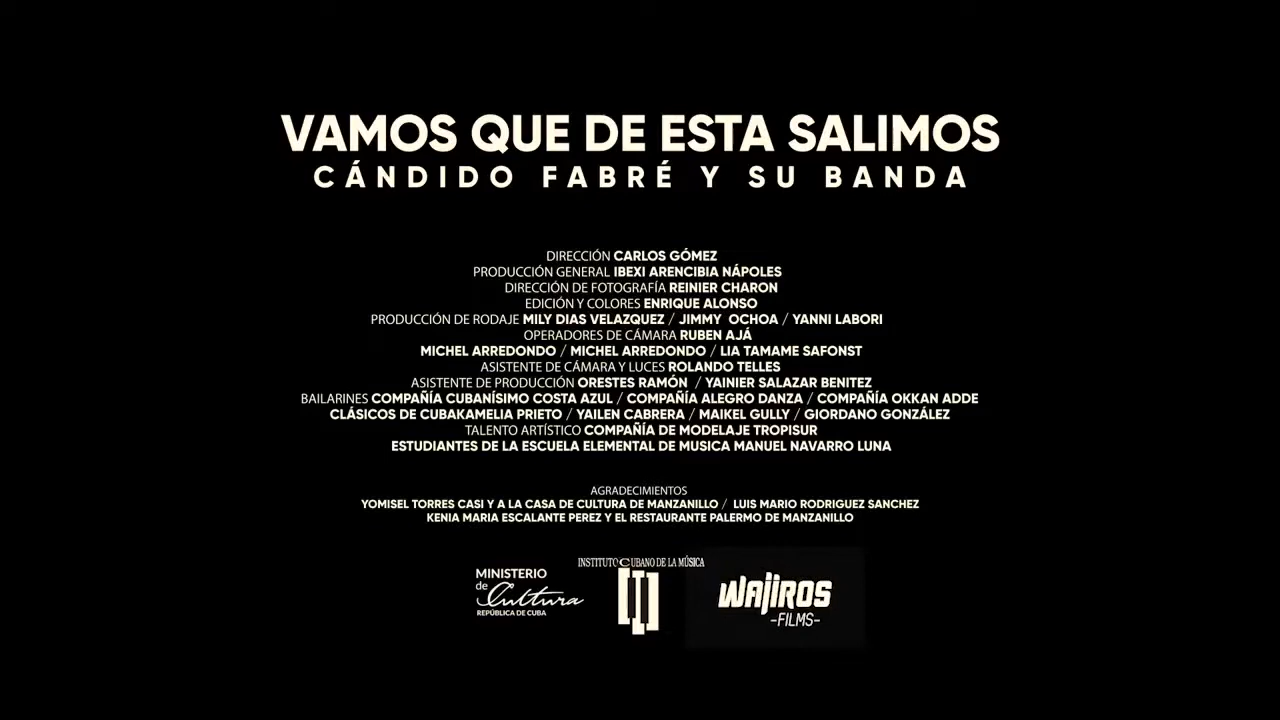 VAMOS QUE DE ESTA SALIMOS
CÁNDIDO FABRÉ Y SU BANDA
DIRECCIÓN CARLOS GÓMEZ
PRODUCCIÓN GENERAL IBEXI ARENCIBIA NÁPOLES
DIRECCIÓN DE FOTOGRAFÍA REINIER CHARON
EDICIÓN Y COLORES ENRIQUE ALONSO
PRODUCCIÓN DE RODAJE MILY DIAS VELAZQUEZ / JIMMY OCHOA / YANNI LABORI
OPERADORES DE CÁMARA RUBEN AJÁ
MICHEL ARREDONDO / MICHEL ARREDONDO / LIA TAMAME SAFONST
ASISTENTE DE CÁMARA Y LUCES ROLANDO TELLES
ASISTENTE DE PRODUCCIÓN ORESTES RAMÓN / YAINIER SALAZAR BENITEZ
BAILARINES COMPAÑÍA CUBANÍSIMO COSTA AZUL / COMPAÑÍA ALEGRO DANZA / COMPAÑÍA OKKAN ADDE
CLÁSICOS DE CUBAKAMELIA PRIETO / YAILEN CABRERA / MAIKEL GULLY / GIORDANO GONZÁLEZ
TALENTO ARTÍSTICO COMPAÑÍA DE MODELAJE TROPISUR
ESTUDIANTES DE LA ESCUELA ELEMENTAL DE MUSICA MANUEL NAVARRO LUNA
AGRADECIMIENTOS
YOMISEL TORRES CASI Y A LA CASA DE CULTURA DE MANZANILLO / LUIS MARIO RODRIGUEZ SANCHEZ
KENIA MARIA ESCALANTE PEREZ Y EL RESTAURANTE PALERMO DE MANZANILLO
MINISTERIO
de
Cultura
REPÚBLICA DE CUBA
INSTITUTO CUBANO DE LA MÚSICA
WAJIROS
-FILMS-